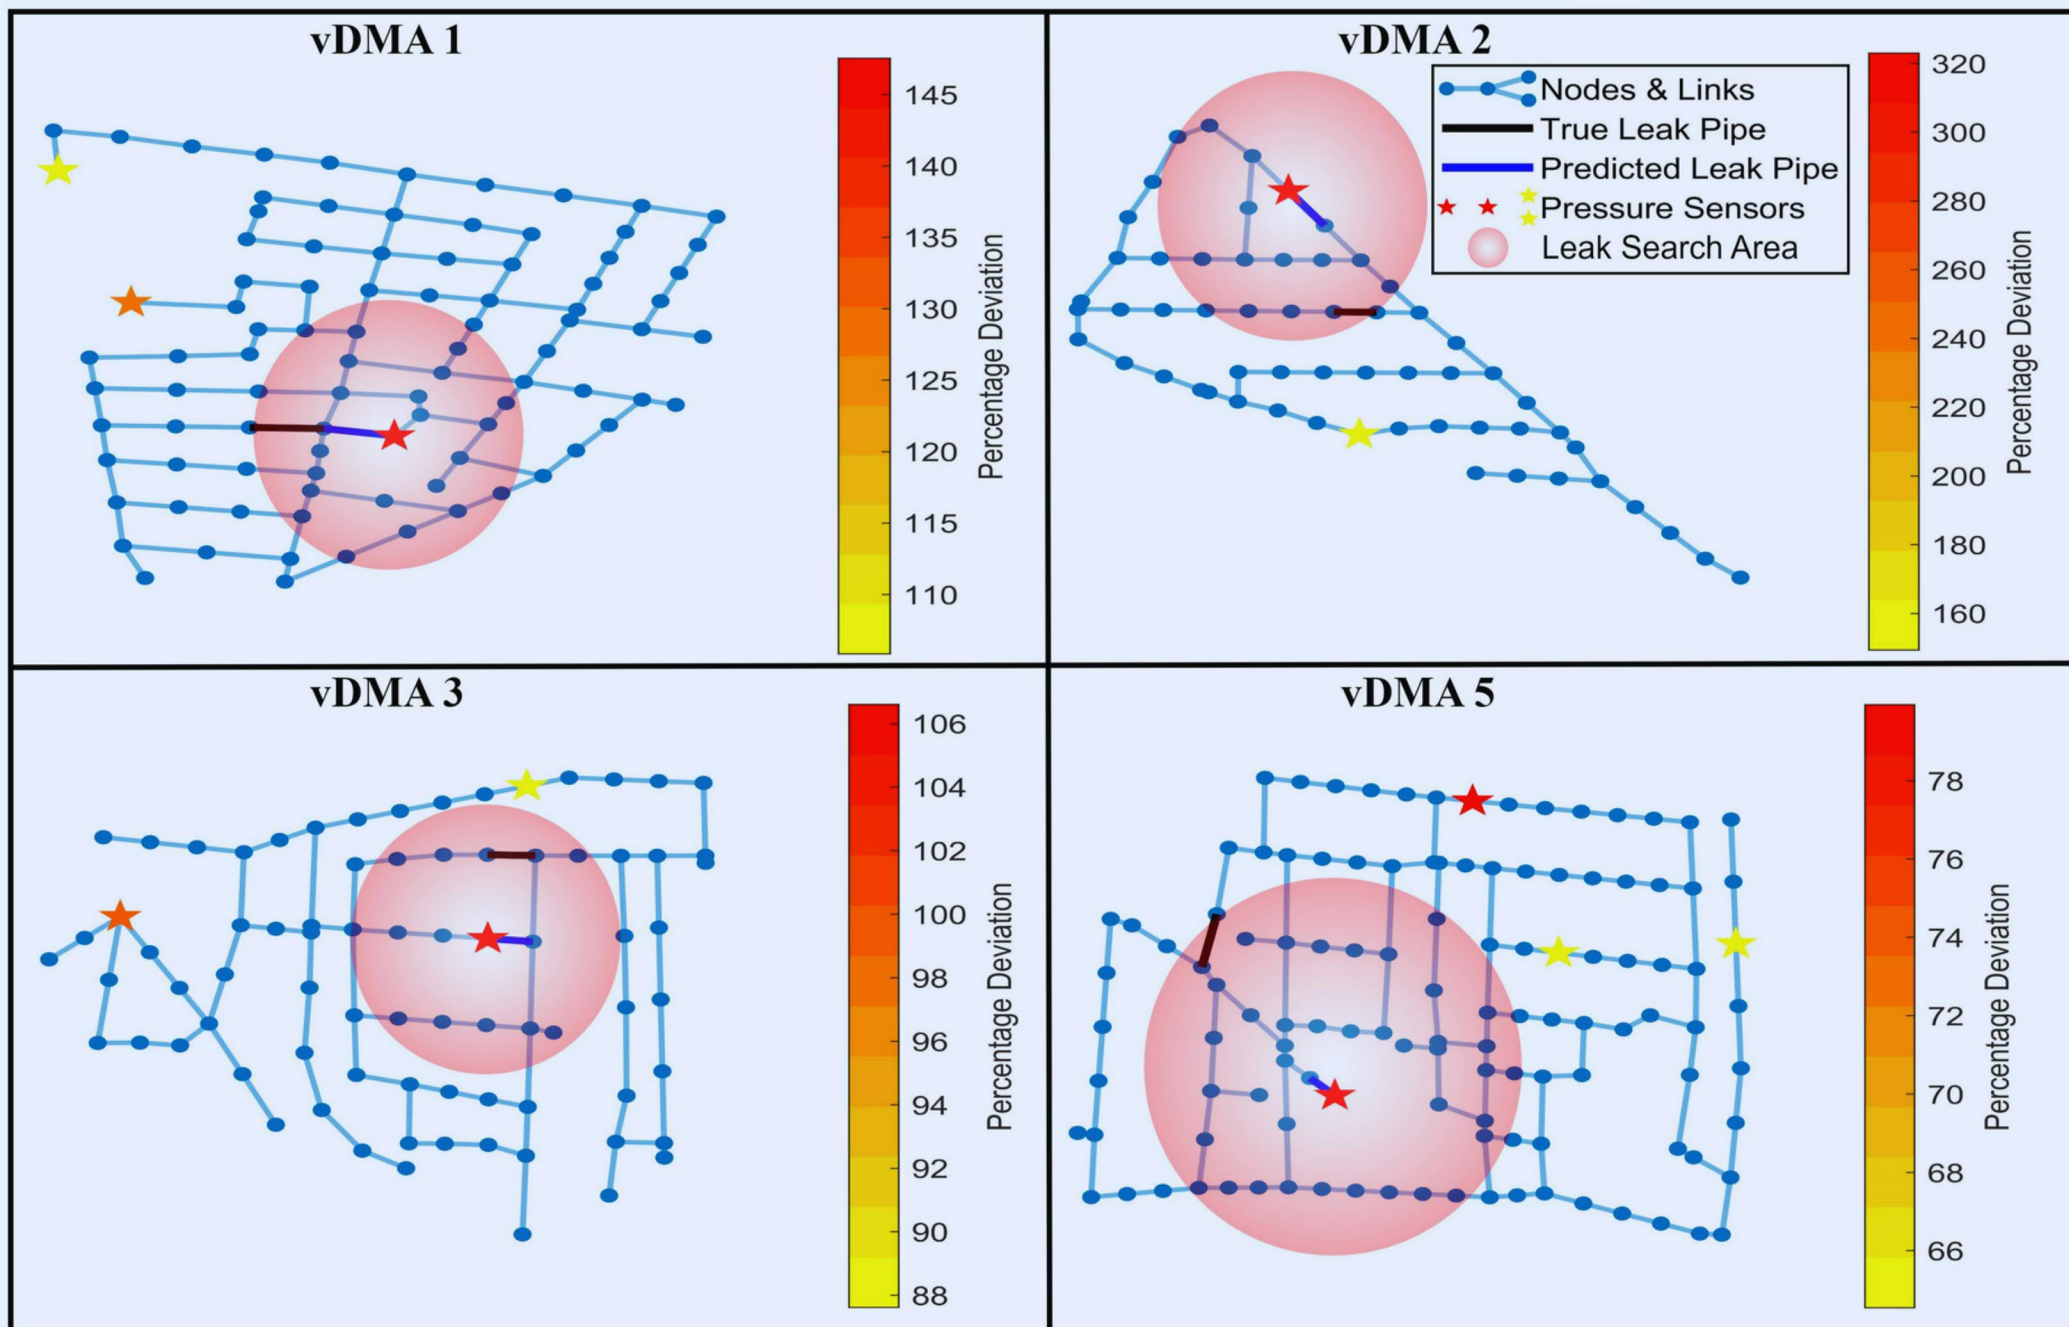 vDMA 1
145
140
135
130
125
120
115
110
Percentage Deviation
vDMA 2
Nodes & Links
True Leak Pipe
Predicted Leak Pipe
Pressure Sensors
Leak Search Area
320
300
280
260
240
220
200
180
160
Percentage Deviation
vDMA 3
106
104
102
100
98
96
94
92
90
88
Percentage Deviation
vDMA 5
78
76
74
72
70
68
66
Percentage Deviation